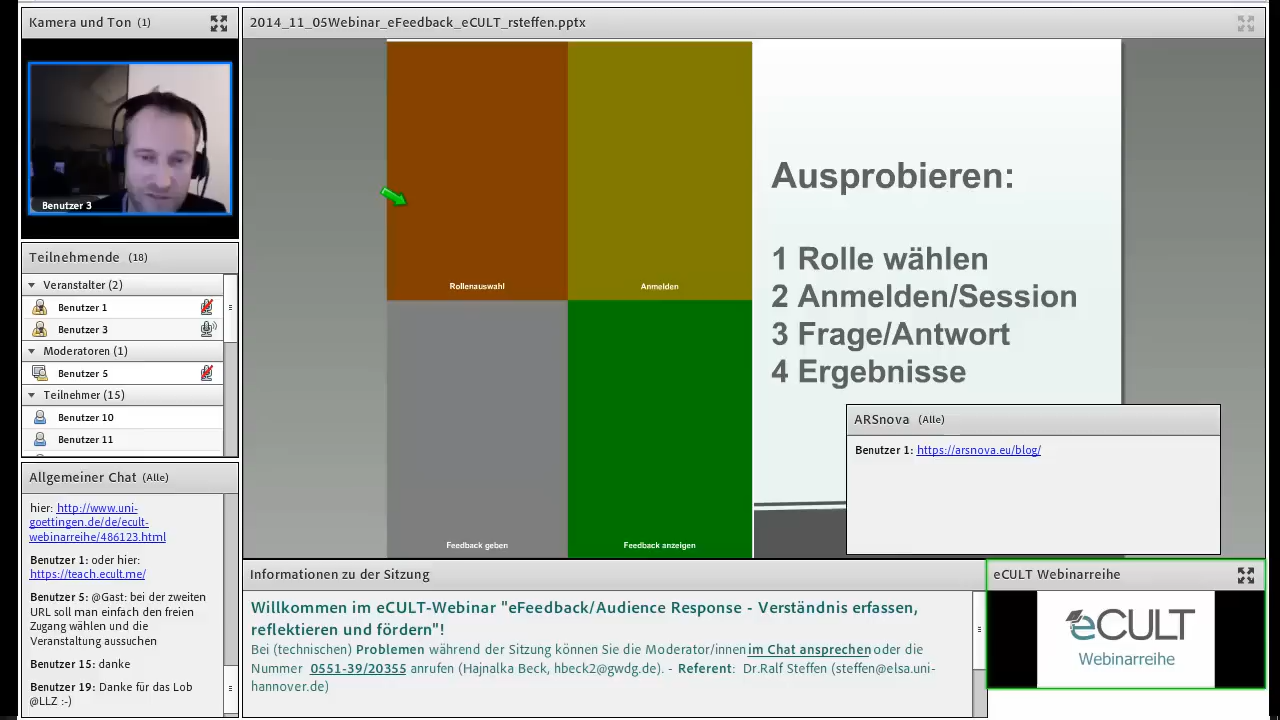 Kamera und Ton (1)
Benutzer 3
Teilnehmende (18)
Veranstalter (2)
Benutzer 1
Benutzer 3
Moderatoren (1)
Benutzer 5
Teilnehmer (15)
Benutzer 10
Benutzer 11
Allgemeiner Chat (Alle)
hier: http://www.uni-
goettingen.de/de/ecult-
webinarreihe/486123.html
Benutzer 1: oder hier:
https://teach.ecult.me/
Benutzer 5: @Gast: bei der zweiten
URL soll man einfach den freien
Zugang wählen und die
Veranstaltung aussuchen
Benutzer 15: danke
Benutzer 19: Danke für das Lob
@LLZ :-)
2014_11_05Webinar_eFeedback_eCULT_rsteffen.pptx
Rollenauswahl
Anmelden
Feedback geben
Feedback anzeigen
Ausprobieren:
1 Rolle wählen
2 Anmelden/Session
3 Frage/Antwort
4 Ergebnisse
ARSnova (Alle)
Benutzer 1: https://arsnova.eu/blog/
Informationen zu der Sitzung
Willkommen im eCULT-Webinar "eFeedback/Audience Response - Verständnis erfassen,
reflektieren und fördern"!
Bei (technischen) Problemen während der Sitzung können Sie die Moderator/innen im Chat ansprechen oder die
Nummer 0551-39/20355 anrufen (Hajnalka Beck, hbeck2@gwdg.de). - Referent: Dr.Ralf Steffen (steffen@elsa.uni-
hannover.de)
eCULT Webinarreihe
eCULT
Webinarreihe